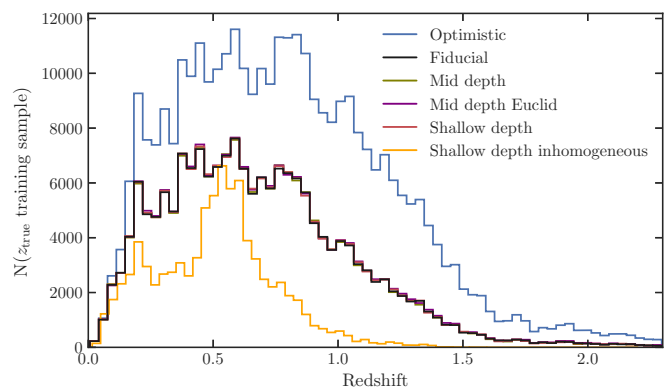 12000
10000
8000
6000
4000
2000
0
N(z_true training sample)
Optimistic
Fiducial
Mid depth
Mid depth Euclid
Shallow depth
Shallow depth inhomogeneous
0.0 0.5 1.0 1.5 2.0
Redshift